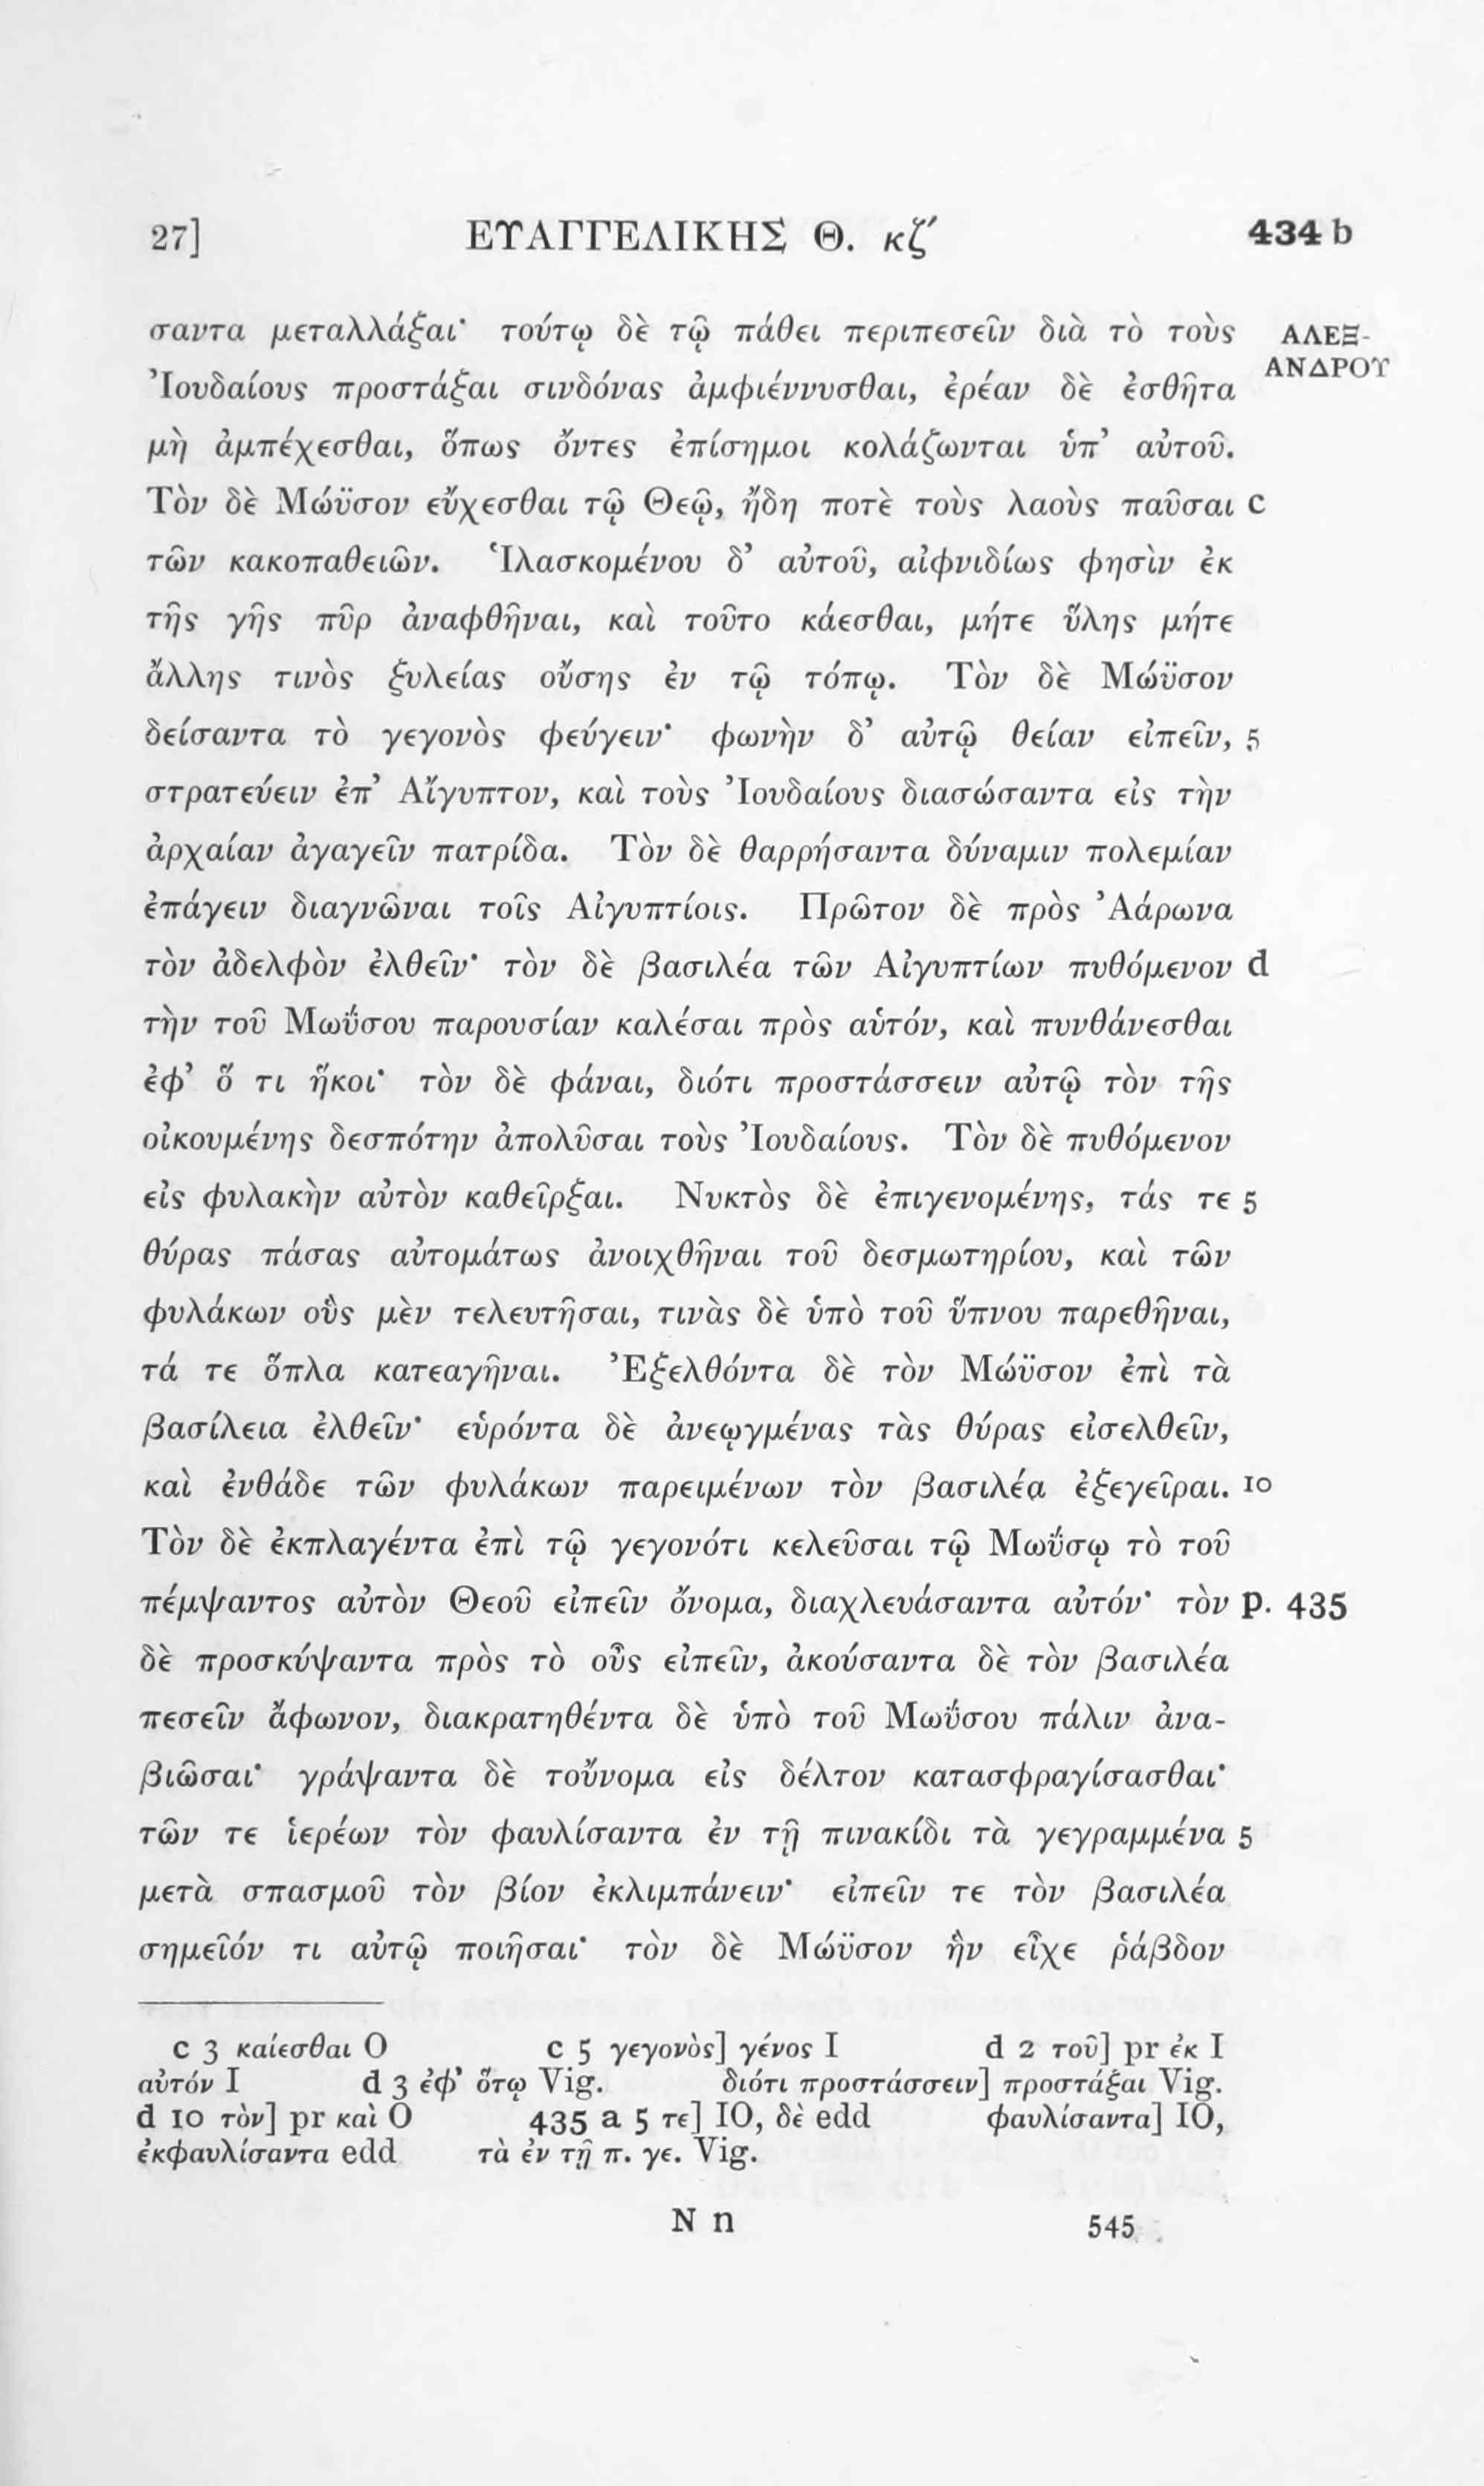 27] ΕΥΑΓΓΕΛΙΚΗΣ Θ. κζ′ 434 b
σαντα μεταλλάξαι· τούτῳ δὲ τῷ πάθει περιπεσεῖν διὰ τὸ τοὺς ΑΛΕΞ-
Ἰουδαίους προστάξαι σινδόνας ἀμφιέννυσθαι, ἐρέαν δὲ ἐσθῆτα ΑΝΔΡΟΥ
μὴ ἀμπέχεσθαι, ὅπως ὄντες ἐπίσημοι κολάζωνται ὑπ’ αὐτοῦ.
Τὸν δὲ Μώϋσον εὔχεσθαι τῷ Θεῷ, ἤδη ποτὲ τοὺς λαοὺς παῦσαι c
τῶν κακοπαθειῶν. Ἱλασκομένου δ’ αὐτοῦ, αἰφνιδίως φησὶν ἐκ
τῆς γῆς πῦρ ἀναφθῆναι, καὶ τοῦτο κάεσθαι, μήτε ὕλης μήτε
ἄλλης τινὸς ξυλείας οὔσης ἐν τῷ τόπῳ. Τὸν δὲ Μώϋσον
δείσαντα τὸ γεγονὸς φεύγειν· φωνὴν δ’ αὐτῷ θείαν εἰπεῖν, 5
στρατεύειν ἐπ’ Αἴγυπτον, καὶ τοὺς Ἰουδαίους διασώσαντα εἰς τὴν
ἀρχαίαν ἀγαγεῖν πατρίδα. Τὸν δὲ θαρρήσαντα δύναμιν πολεμίαν
ἐπάγειν διαγνῶναι τοῖς Αἰγυπτίοις. Πρῶτον δὲ πρὸς Ἀάρωνα
τὸν ἀδελφὸν ἐλθεῖν· τὸν δὲ βασιλέα τῶν Αἰγυπτίων πυθόμενον d
τὴν τοῦ Μωΰσου παρουσίαν καλέσαι πρὸς αὑτόν, καὶ πυνθάνεσθαι
ἐφ’ ὅ τι ἥκοι· τὸν δὲ φάναι, διότι προστάσσειν αὐτῷ τὸν τῆς
οἰκουμένης δεσπότην ἀπολῦσαι τοὺς Ἰουδαίους. Τὸν δὲ πυθόμενον
εἰς φυλακὴν αὐτὸν καθεῖρξαι. Νυκτὸς δὲ ἐπιγενομένης, τάς τε 5
θύρας πάσας αὐτομάτως ἀνοιχθῆναι τοῦ δεσμωτηρίου, καὶ τῶν
φυλάκων οὓς μὲν τελευτῆσαι, τινὰς δὲ ὑπὸ τοῦ ὕπνου παρεθῆναι,
τά τε ὅπλα κατεαγῆναι. Ἐξελθόντα δὲ τὸν Μώϋσον ἐπὶ τὰ
βασίλεια ἐλθεῖν· εὑρόντα δὲ ἀνεῳγμένας τὰς θύρας εἰσελθεῖν,
καὶ ἐνθάδε τῶν φυλάκων παρειμένων τὸν βασιλέα ἐξεγεῖραι. 10
Τὸν δὲ ἐκπλαγέντα ἐπὶ τῷ γεγονότι κελεῦσαι τῷ Μωΰσῳ τὸ τοῦ
πέμψαντος αὐτὸν Θεοῦ εἰπεῖν ὄνομα, διαχλευάσαντα αὐτόν· τὸν p. 435
δὲ προσκύψαντα πρὸς τὸ οὖς εἰπεῖν, ἀκούσαντα δὲ τὸν βασιλέα
πεσεῖν ἄφωνον, διακρατηθέντα δὲ ὑπὸ τοῦ Μωΰσου πάλιν ἀνα-
βιῶσαι· γράψαντα δὲ τοὔνομα εἰς δέλτον κατασφραγίσασθαι·
τῶν τε ἱερέων τὸν φαυλίσαντα ἐν τῇ πινακίδι τὰ γεγραμμένα 5
μετὰ σπασμοῦ τὸν βίον ἐκλιμπάνειν· εἰπεῖν τε τὸν βασιλέα
σημεῖόν τι αὐτῷ ποιῆσαι· τὸν δὲ Μώϋσον ἣν εἶχε ῥάβδον
c 3 καίεσθαι O c 5 γεγονὸς] γένος I d 2 τοῦ] pr ἐκ I
αὐτόν I d 3 ἐφ’ ὅτῳ Vig. διότι προστάσσειν] προστάξαι Vig.
d 10 τὸν] pr καὶ O 435 a 5 τε] IO, δὲ edd φαυλίσαντα] IO,
ἐκφαυλίσαντα edd τὰ ἐν τῇ π. γε. Vig.
N n 545